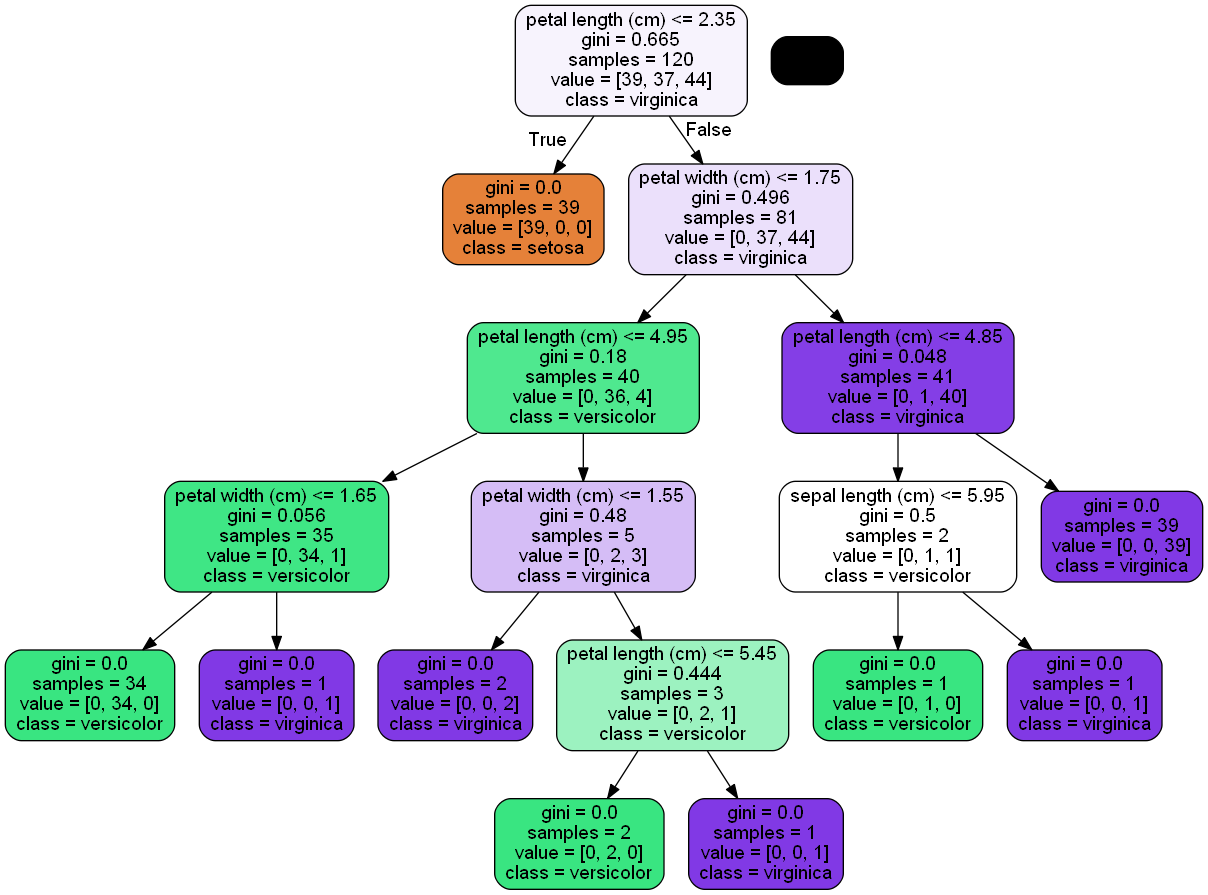 petal length (cm) <= 2.35
gini = 0.665
samples = 120
value = [39, 37, 44]
class = virginica
True
False
gini = 0.0
samples = 39
value = [39, 0, 0]
class = setosa
petal width (cm) <= 1.75
gini = 0.496
samples = 81
value = [0, 37, 44]
class = virginica
petal length (cm) <= 4.95
gini = 0.18
samples = 40
value = [0, 36, 4]
class = versicolor
petal length (cm) <= 4.85
gini = 0.048
samples = 41
value = [0, 1, 40]
class = virginica
petal width (cm) <= 1.65
gini = 0.056
samples = 35
value = [0, 34, 1]
class = versicolor
petal width (cm) <= 1.55
gini = 0.48
samples = 5
value = [0, 2, 3]
class = virginica
sepal length (cm) <= 5.95
gini = 0.5
samples = 2
value = [0, 1, 1]
class = versicolor
gini = 0.0
samples = 39
value = [0, 0, 39]
class = virginica
gini = 0.0
samples = 34
value = [0, 34, 0]
class = versicolor
gini = 0.0
samples = 1
value = [0, 0, 1]
class = virginica
gini = 0.0
samples = 2
value = [0, 0, 2]
class = virginica
petal length (cm) <= 5.45
gini = 0.444
samples = 3
value = [0, 2, 1]
class = versicolor
gini = 0.0
samples = 1
value = [0, 1, 0]
class = versicolor
gini = 0.0
samples = 1
value = [0, 0, 1]
class = virginica
gini = 0.0
samples = 2
value = [0, 2, 0]
class = versicolor
gini = 0.0
samples = 1
value = [0, 0, 1]
class = virginica